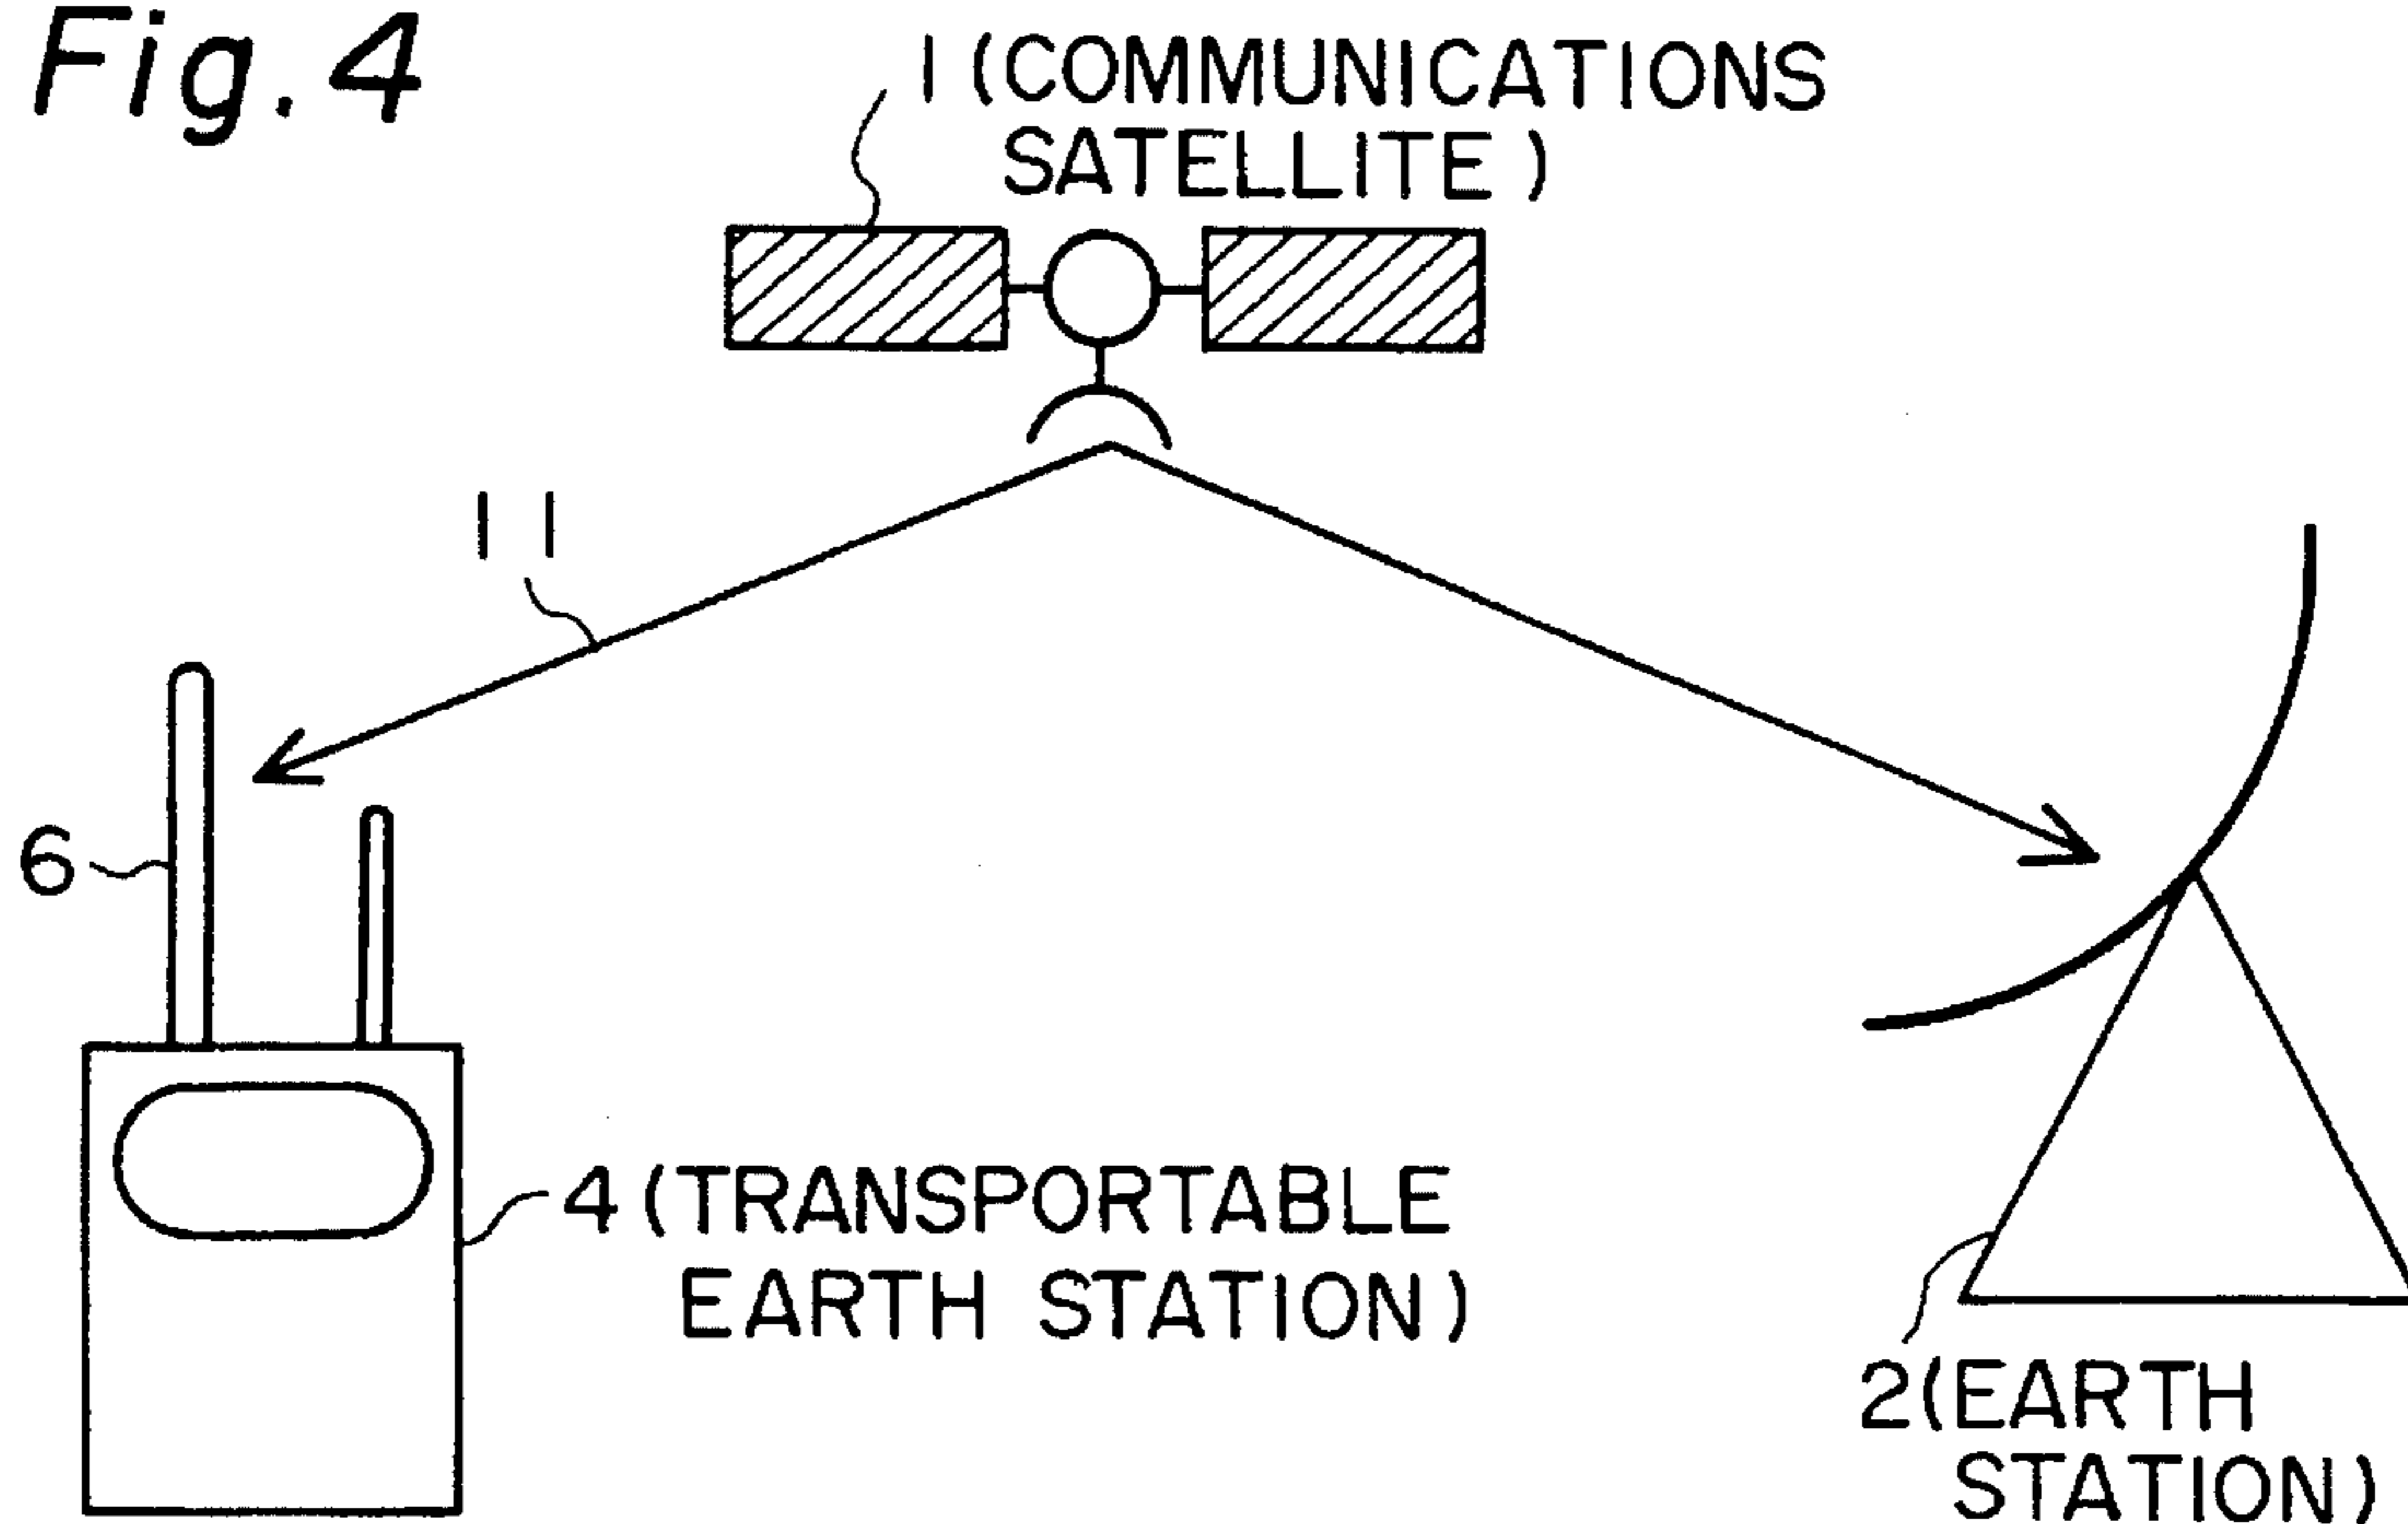 Fig. 4
1 (COMMUNICATIONS
SATELLITE)
11
6
4 (TRANSPORTABLE
EARTH STATION)
2 (EARTH
STATION)